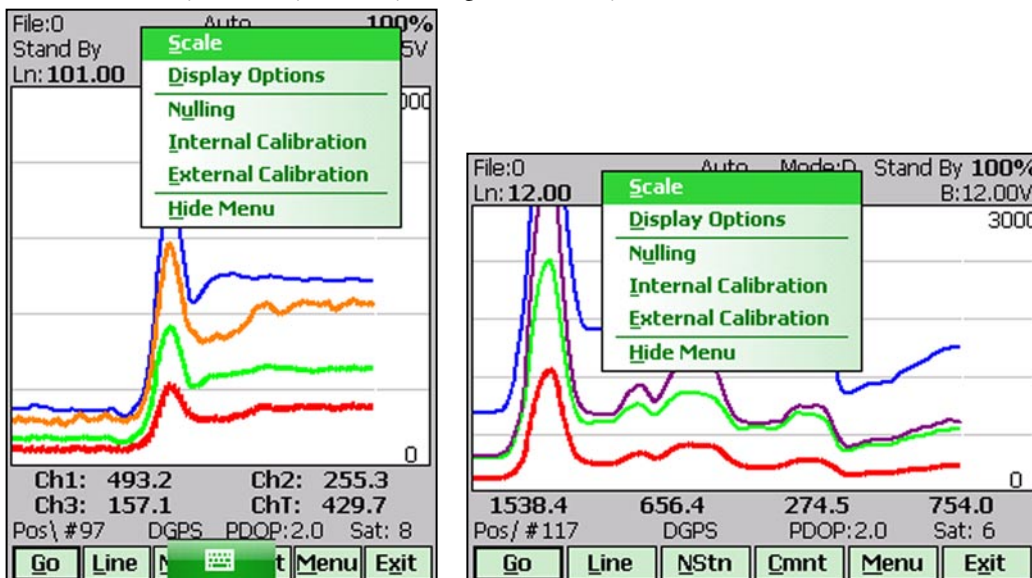 File:0 Auto 100%
Stand By 5V
Ln: 101.00
Scale
Display Options
Nulling
Internal Calibration
External Calibration
Hide Menu
0
Ch1: 493.2 Ch2: 255.3
Ch3: 157.1 ChT: 429.7
Pos\ #97 DGPS PDOP: 2.0 Sat: 8
Go Line N t Menu Exit
File:0 Auto Mode:D Stand By 100%
Ln: 12.00 B:12.00V
3000
Scale
Display Options
Nulling
Internal Calibration
External Calibration
Hide Menu
0
1538.4 656.4 274.5 754.0
Pos/ #117 DGPS PDOP:2.0 Sat: 6
Go Line NStn Cmnt Menu Exit